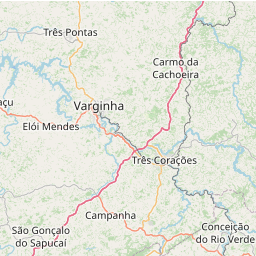 Três Pontas
Carmo da
Cachoeira
Varginha
açu
Elói Mendes
Três Corações
Campanha
São Gonçalo
do Sapucaí
Conceição
do Rio Verde